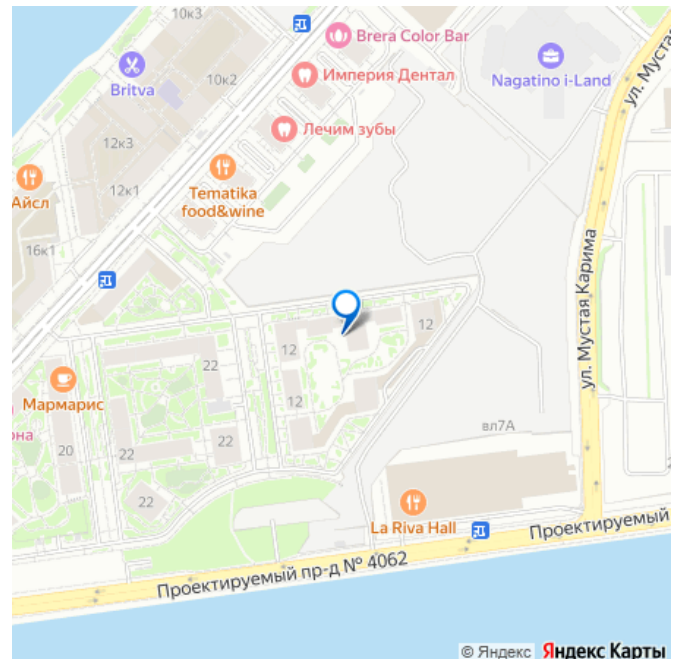 10к3
Brera Color Bar
Britva
10к2
Империя Дентал
Nagatino i-Land
ул. Муста
12к3
Лечим зубы
Айсл
12к1
Tematika
food&wine
16к1
ул. Мустая Карима
12
12
22
Мармарис
12
22
она
20
22
22
вл7А
22
La Riva Hall
Проектируемый
Проектируемый пр-д № 4062
© Яндекс Яндекс Карты